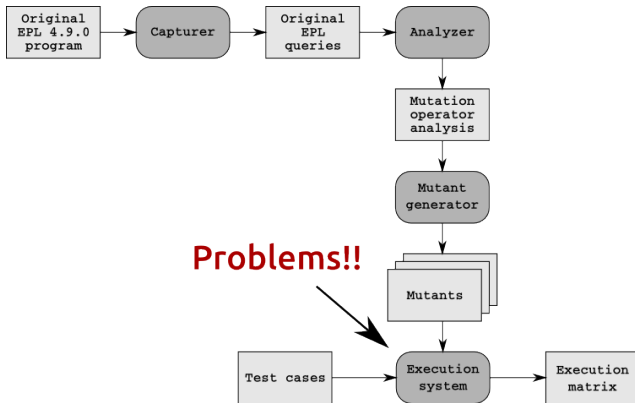 Original
EPL 4.9.0
program
Capturer
Original
EPL
queries
Analyzer
Mutation
operator
analysis
Mutant
generator
Problems!!
Mutants
Test cases
Execution
system
Execution
matrix